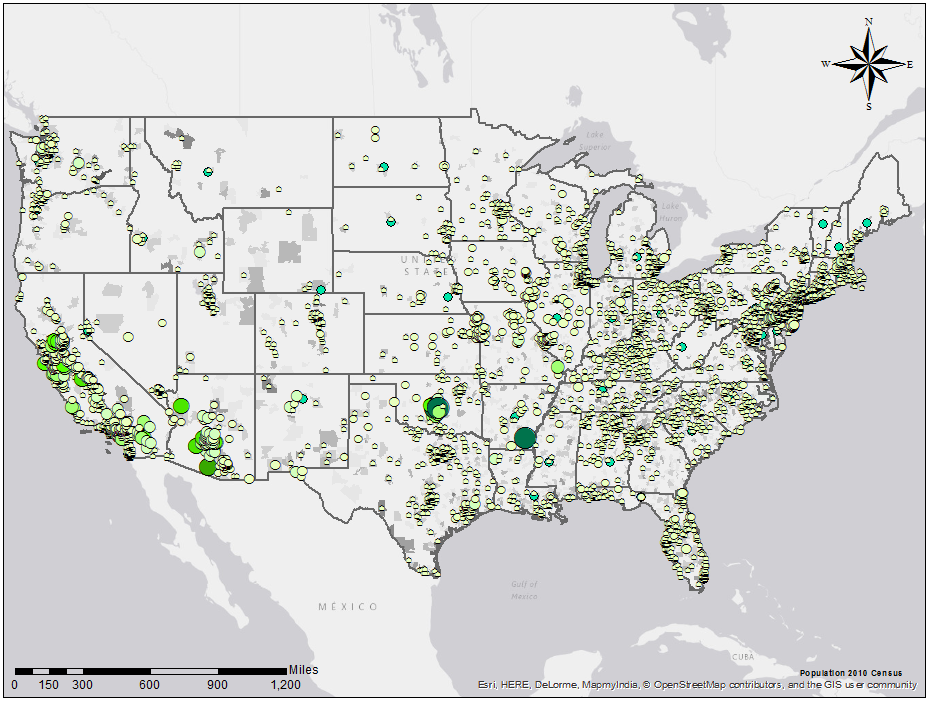 N
W E
S
Lake
Superior
Lake
Huron
UNITED
STATES
MÉXICO
Gulf of
Mexico
CUBA
Miles
0 150 300 600 900 1,200
Population 2010 Census
Esri, HERE, DeLorme, MapmyIndia, © OpenStreetMap contributors, and the GIS user community